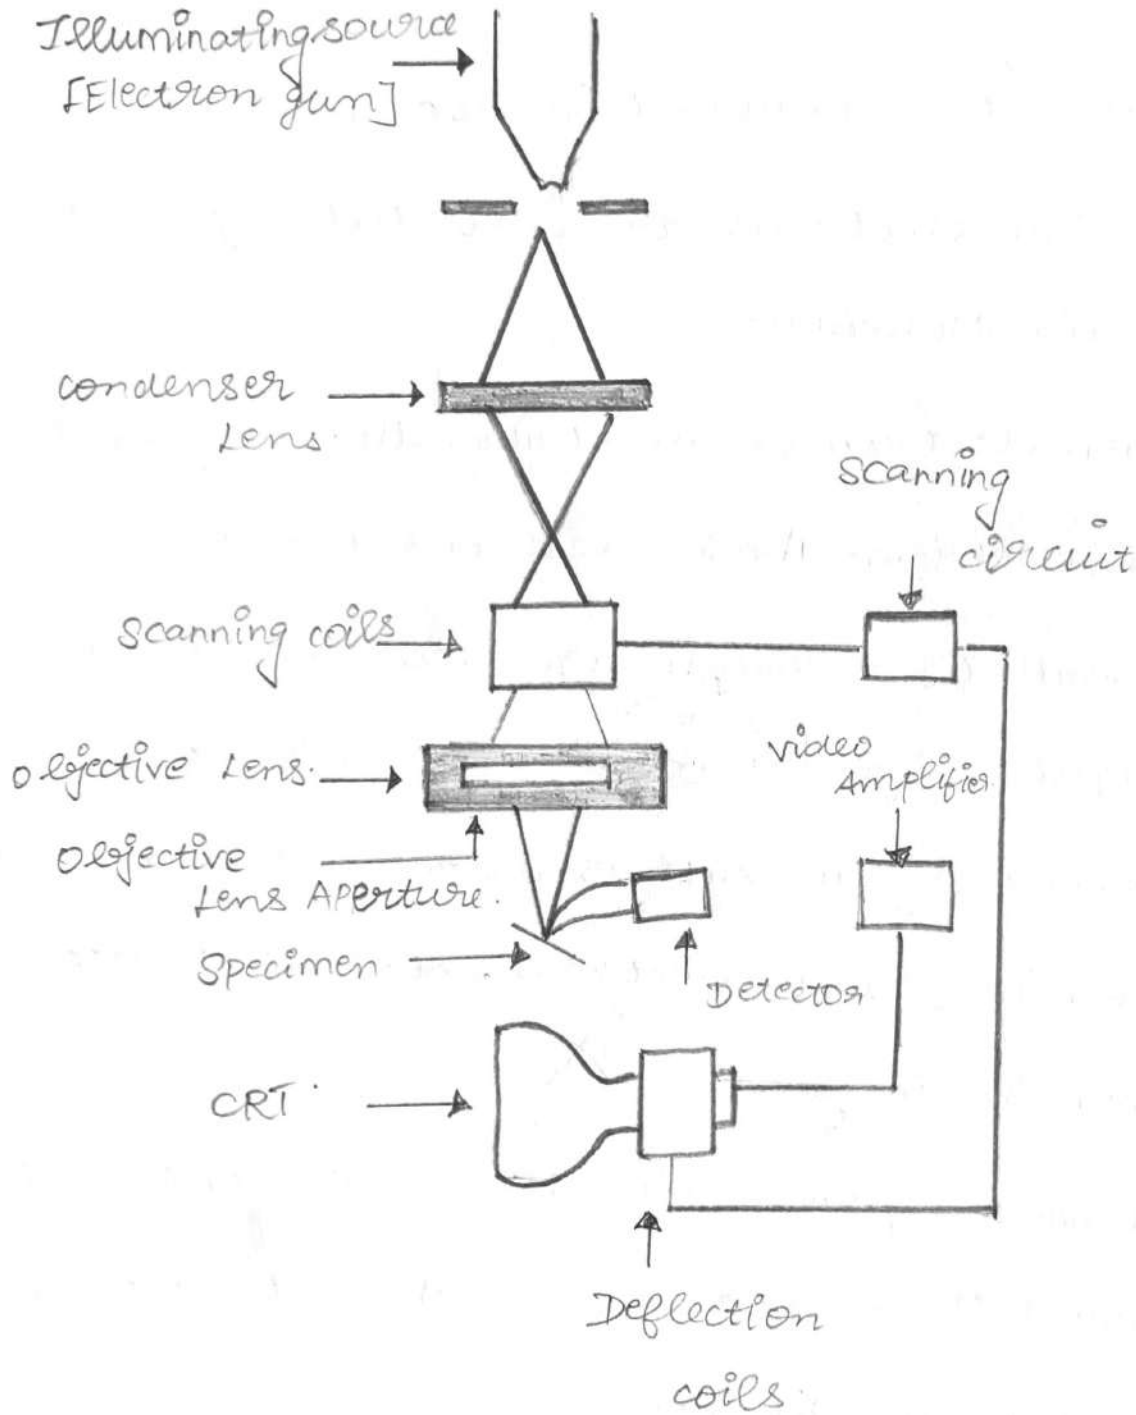 Illuminating source
[Electron gun]
condenser
Lens
Scanning
circuit
Scanning coils
Objective Lens.
video
Amplifier
Objective
Lens Aperture.
Specimen
Detector
CRT
Deflection
coils